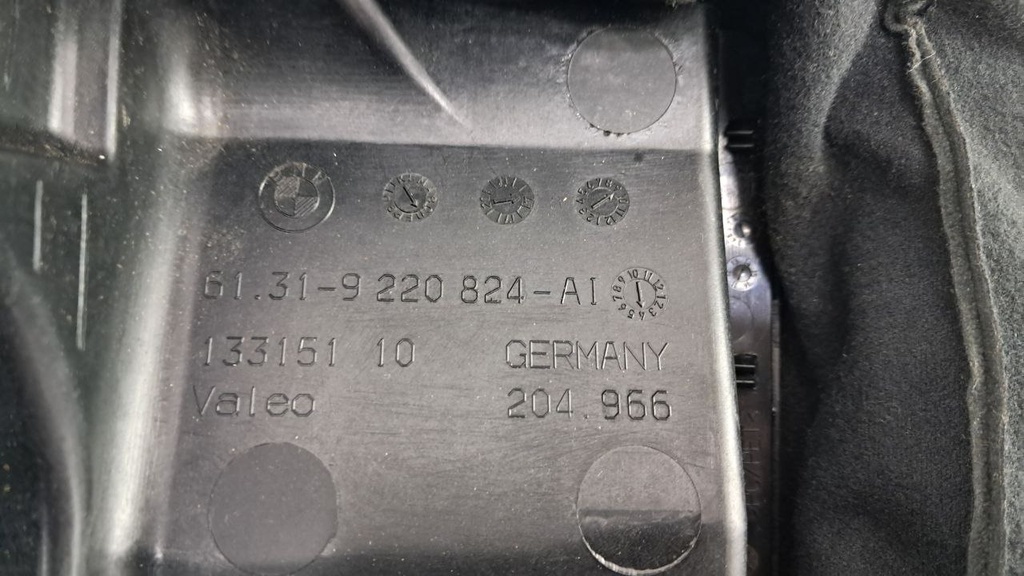 61.31-9 220 824-AI
133151 10 GERMANY
Valeo 204.966